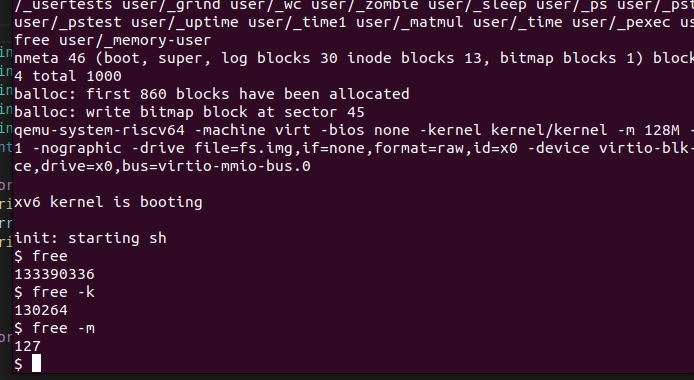 /_usertests user/_grind user/_wc user/_zombie user/_sleep user/_ps user/_pst
user/_pstest user/_uptime user/_time1 user/_matmul user/_time user/_pexec us
free user/_memory-user
nmeta 46 (boot, super, log blocks 30 inode blocks 13, bitmap blocks 1) block
4 total 1000
balloc: first 860 blocks have been allocated
balloc: write bitmap block at sector 45
qemu-system-riscv64 -machine virt -bios none -kernel kernel/kernel -m 128M -
1 -nographic -drive file=fs.img,if=none,format=raw,id=x0 -device virtio-blk-
ce,drive=x0,bus=virtio-mmio-bus.0
xv6 kernel is booting
init: starting sh
$ free
133390336
$ free -k
130264
$ free -m
127
$